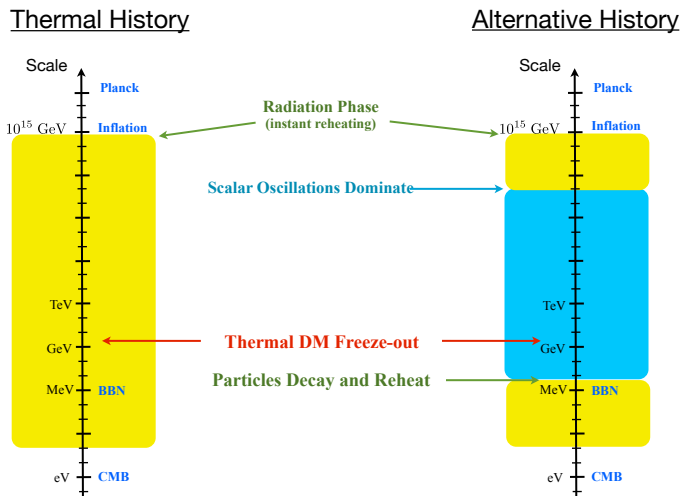 Thermal History
Alternative History
Scale
Scale
Planck
Planck
Radiation Phase
(instant reheating)
10^15 GeV
Inflation
10^15 GeV
Inflation
Scalar Oscillations Dominate
TeV
TeV
Thermal DM Freeze-out
GeV
GeV
Particles Decay and Reheat
MeV
BBN
MeV
BBN
eV
CMB
eV
CMB